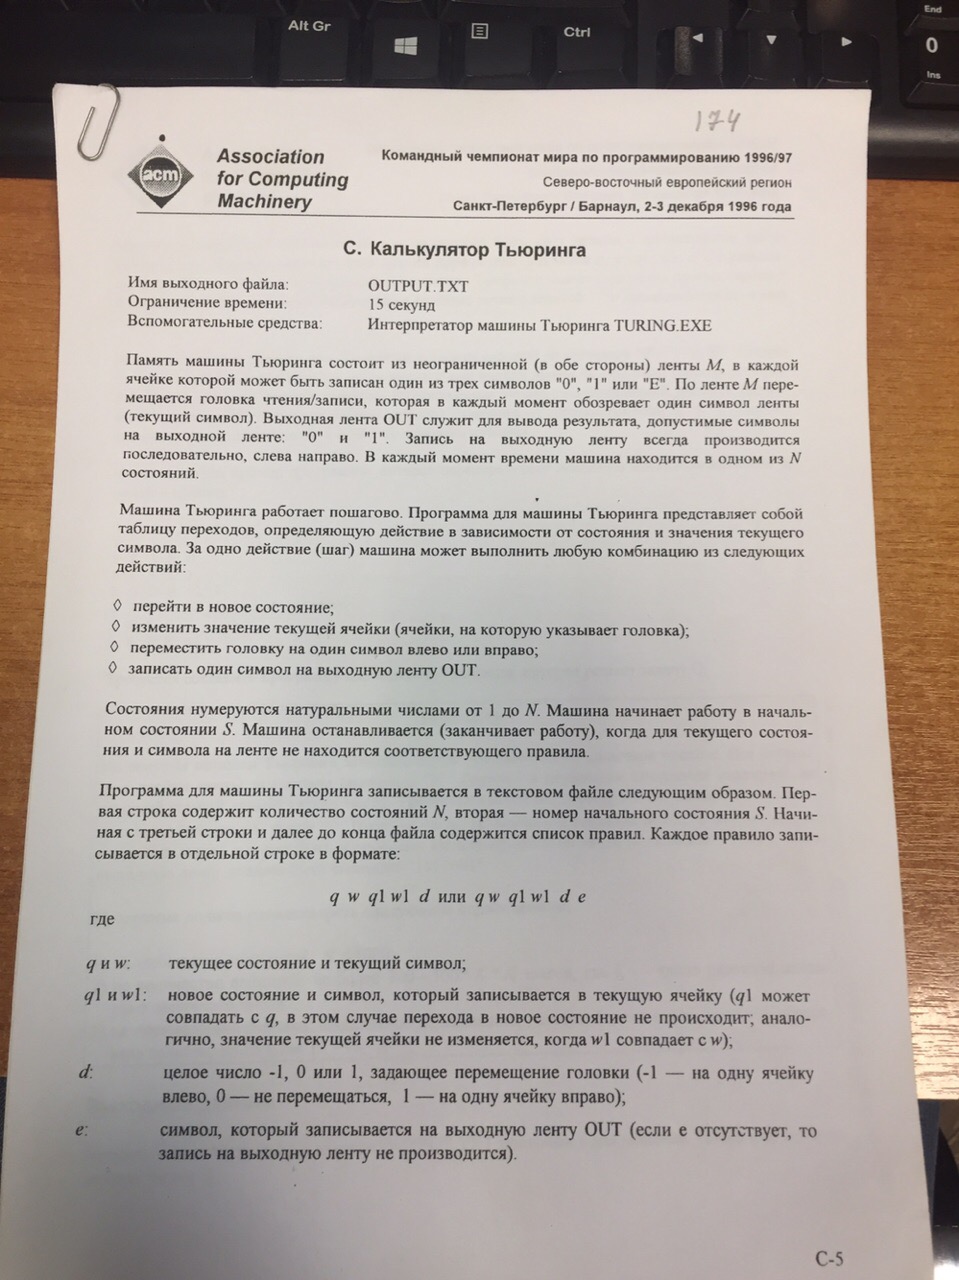 Alt Gr
Ctrl
End
0
Ins
174
acm
Association
for Computing
Machinery
Командный чемпионат мира по программированию 1996/97
Северо-восточный европейский регион
Санкт-Петербург / Барнаул, 2-3 декабря 1996 года
С. Калькулятор Тьюринга
Имя выходного файла: OUTPUT.TXT
Ограничение времени: 15 секунд
Вспомогательные средства: Интерпретатор машины Тьюринга TURING.EXE
Память машины Тьюринга состоит из неограниченной (в обе стороны) ленты M, в каждой
ячейке которой может быть записан один из трех символов "0", "1" или "E". По ленте M пере-
мещается головка чтения/записи, которая в каждый момент обозревает один символ ленты
(текущий символ). Выходная лента OUT служит для вывода результата, допустимые символы
на выходной ленте: "0" и "1". Запись на выходную ленту всегда производится
последовательно, слева направо. В каждый момент времени машина находится в одном из N
состояний.
Машина Тьюринга работает пошагово. Программа для машины Тьюринга представляет собой
таблицу переходов, определяющую действие в зависимости от состояния и значения текущего
символа. За одно действие (шаг) машина может выполнить любую комбинацию из следующих
действий:
◊ перейти в новое состояние;
◊ изменить значение текущей ячейки (ячейки, на которую указывает головка);
◊ переместить головку на один символ влево или вправо;
◊ записать один символ на выходную ленту OUT.
Состояния нумеруются натуральными числами от 1 до N. Машина начинает работу в началь-
ном состоянии S. Машина останавливается (заканчивает работу), когда для текущего состоя-
ния и символа на ленте не находится соответствующего правила.
Программа для машины Тьюринга записывается в текстовом файле следующим образом. Пер-
вая строка содержит количество состояний N, вторая — номер начального состояния S. Начи-
ная с третьей строки и далее до конца файла содержится список правил. Каждое правило запи-
сывается в отдельной строке в формате:
q w q1 w1 d или q w q1 w1 d e
где
q и w: текущее состояние и текущий символ;
q1 и w1: новое состояние и символ, который записывается в текущую ячейку (q1 может
совпадать с q, в этом случае перехода в новое состояние не происходит; анало-
гично, значение текущей ячейки не изменяется, когда w1 совпадает с w);
d: целое число -1, 0 или 1, задающее перемещение головки (-1 — на одну ячейку
влево, 0 — не перемещаться, 1 — на одну ячейку вправо);
e: символ, который записывается на выходную ленту OUT (если e отсутствует, то
запись на выходную ленту не производится).
C-5